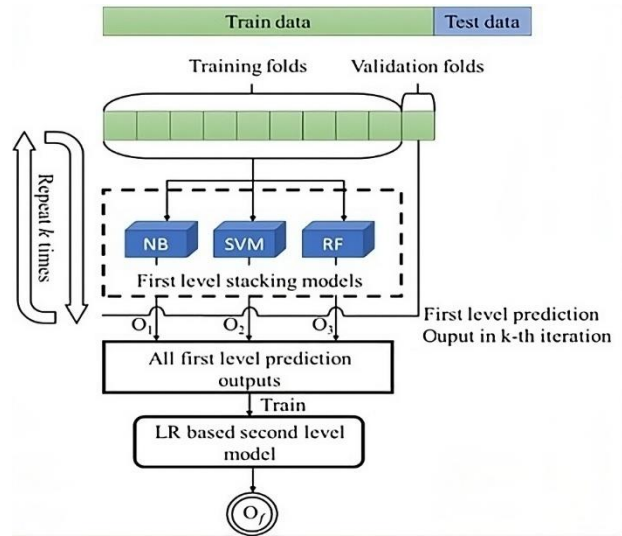 Train data
Test data
Training folds
Validation folds
Repeat k times
NB
SVM
RF
First level stacking models
O1
O2
O3
First level prediction
Ouput in k-th iteration
All first level prediction
outputs
Train
LR based second level
model
Of